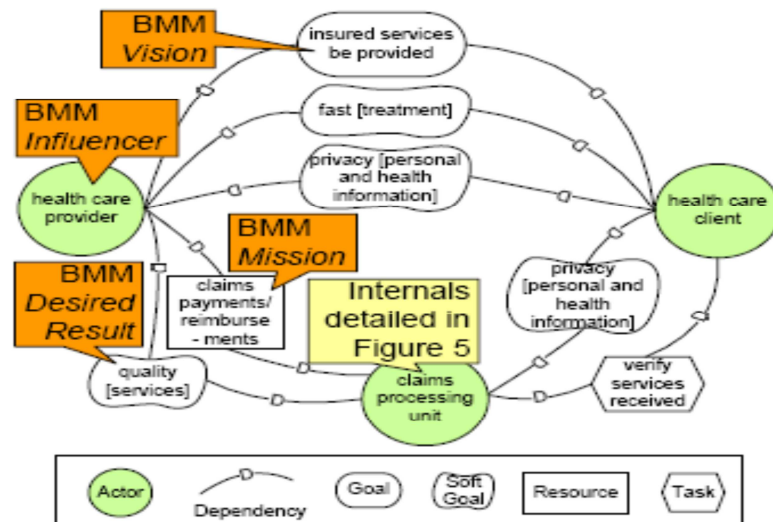 BMM
Vision
insured services
be provided
BMM
Influencer
fast [treatment]
privacy [personal
and health
information]
health care
provider
health care
client
BMM
Mission
BMM
Desired
Result
claims
payments/
reimburse
- ments
Internals
detailed in
Figure 5
privacy
[personal and
health
information]
quality
[services]
claims
processing
unit
verify
services
received
D
D
D
D
D
D
D
D
D
D
D
D
D
D
Actor
D
Dependency
Goal
Soft
Goal
Resource
Task